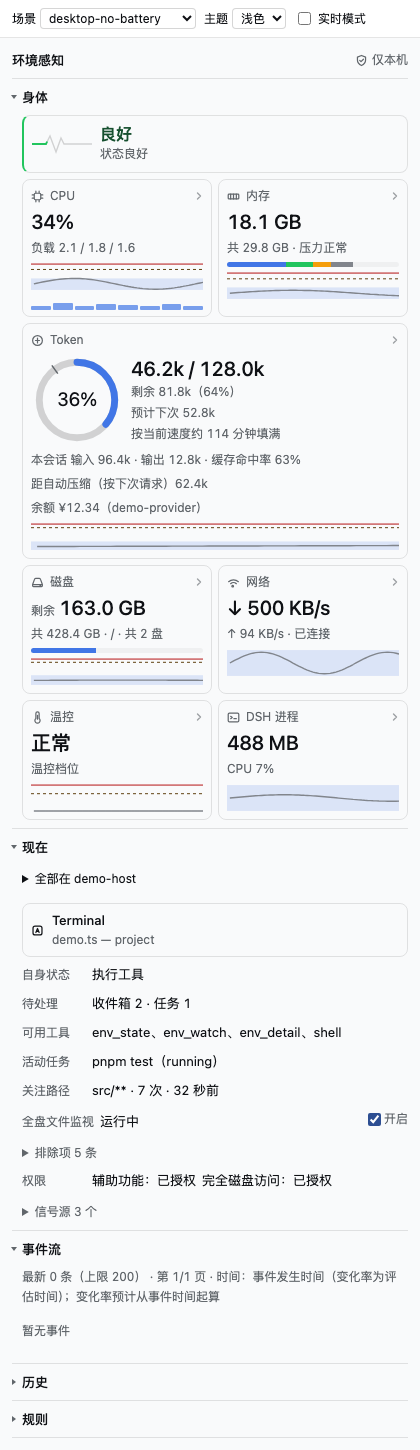 场景 desktop-no-battery 主题 浅色 实时模式
环境感知 仅本机
身体
良好
状态良好
CPU
34%
负载 2.1 / 1.8 / 1.6
内存
18.1 GB
共 29.8 GB · 压力正常
Token
36%
46.2k / 128.0k
剩余 81.8k（64%）
预计下次 52.8k
按当前速度约 114 分钟填满
本会话 输入 96.4k · 输出 12.8k · 缓存命中率 63%
距自动压缩（按下次请求）62.4k
余额 ¥12.34（demo-provider）
磁盘
剩余 163.0 GB
共 428.4 GB · / · 共 2 盘
网络
↓ 500 KB/s
↑ 94 KB/s · 已连接
温控
正常
温控档位
DSH 进程
488 MB
CPU 7%
现在
全部在 demo-host
Terminal
demo.ts — project
自身状态 执行工具
待处理 收件箱 2 · 任务 1
可用工具 env_state、env_watch、env_detail、shell
活动任务 pnpm test（running）
关注路径 src/** · 7 次 · 32 秒前
全盘文件监视 运行中 开启
排除项 5 条
权限 辅助功能：已授权 完全磁盘访问：已授权
信号源 3 个
事件流
最新 0 条（上限 200） · 第 1/1 页 · 时间：事件发生时间（变化率为评
估时间）；变化率预计从事件时间起算
暂无事件
历史
规则